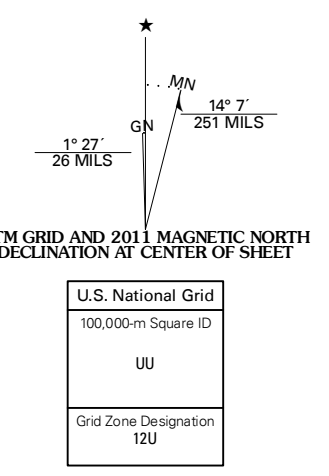 ★
MN
GN
14° 7´
251 MILS
1° 27´
26 MILS
TM GRID AND 2011 MAGNETIC NORTH
DECLINATION AT CENTER OF SHEET
U.S. National Grid
100,000-m Square ID
UU
Grid Zone Designation
12U